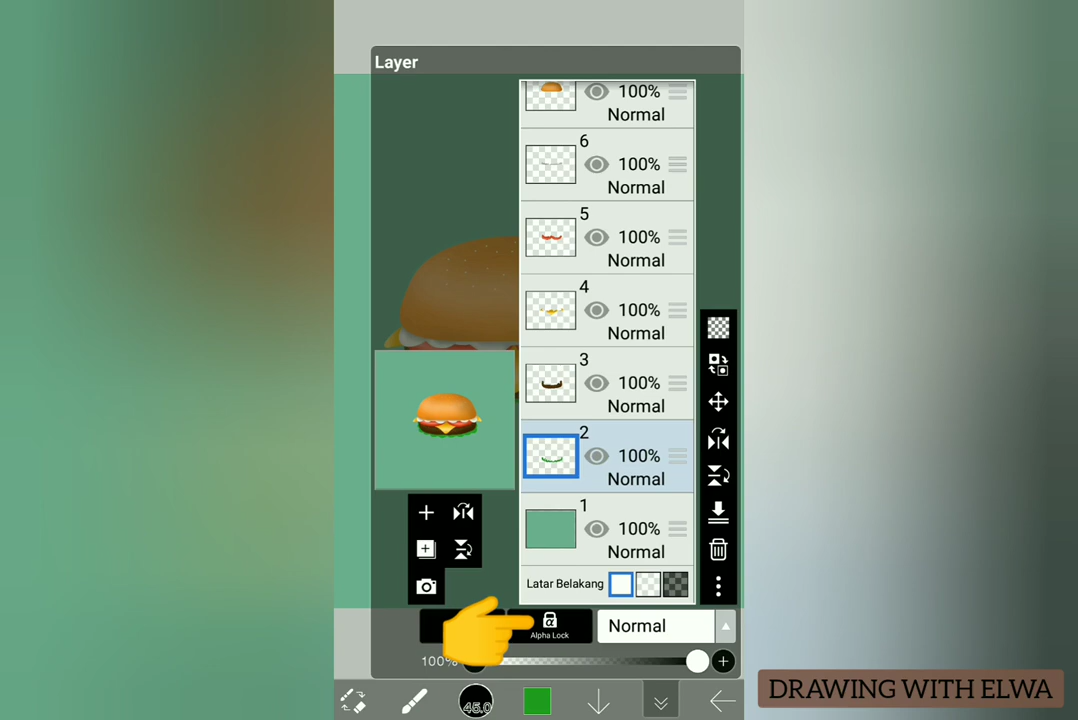 Layer
100%
Normal
6
100%
Normal
5
100%
Normal
4
100%
Normal
3
100%
Normal
2
100%
Normal
1
100%
Normal
Latar Belakang
α
Alpha Lock
Normal
100%
45.0
DRAWING WITH ELWA